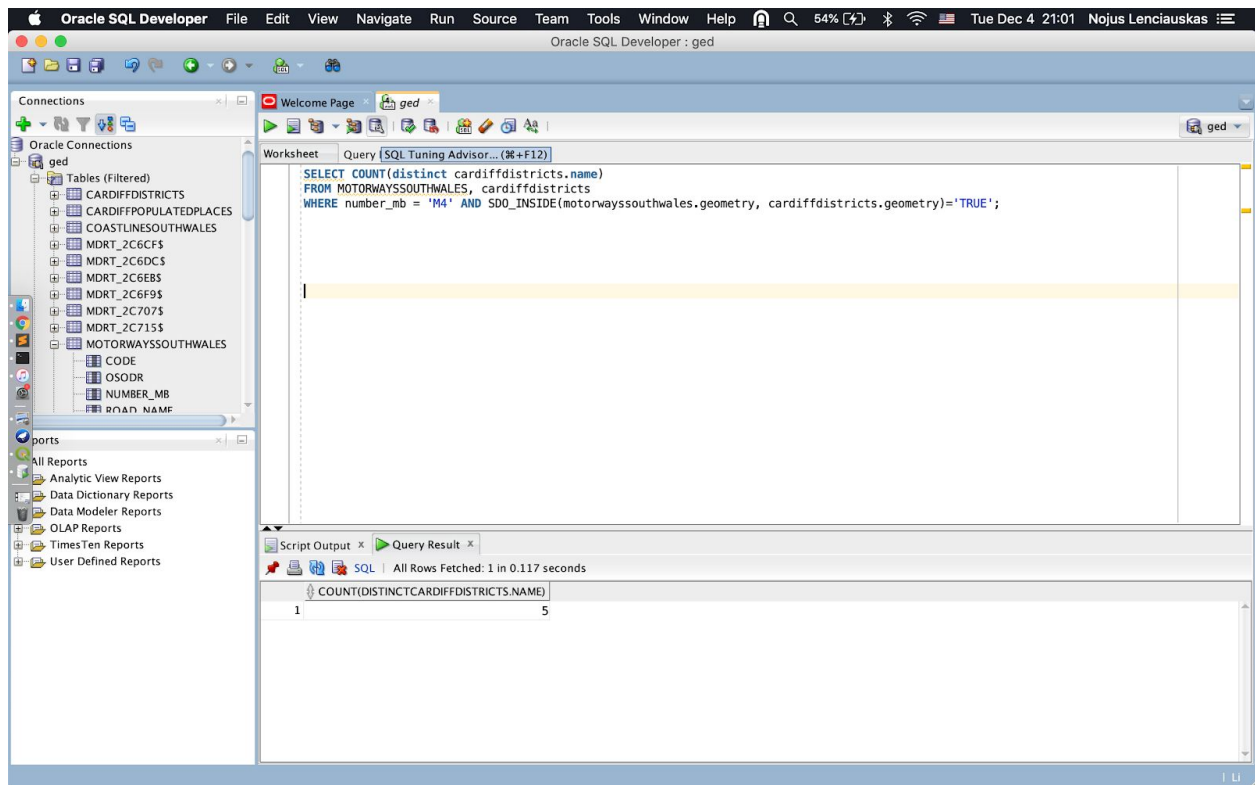 Oracle SQL Developer File Edit View Navigate Run Source Team Tools Window Help 54% Tue Dec 4 21:01 Nojus Lenciauskas
Oracle SQL Developer : ged
Connections
Oracle Connections
ged
Tables (Filtered)
CARDIFFDISTRICTS
CARDIFFPOPULATEDPLACES
COASTLINESOUTHWALES
MDRT_2C6CF$
MDRT_2C6DC$
MDRT_2C6EB$
MDRT_2C6F9$
MDRT_2C707$
MDRT_2C715$
MOTORWAYSSOUTHWALES
CODE
OSODR
NUMBER_MB
ROAD_NAME
ports
All Reports
Analytic View Reports
Data Dictionary Reports
Data Modeler Reports
OLAP Reports
TimesTen Reports
User Defined Reports
Welcome Page ged
ged
Worksheet Query SQL Tuning Advisor... (⌘+F12)
SELECT COUNT(distinct cardiffdistricts.name)
FROM MOTORWAYSSOUTHWALES, cardiffdistricts
WHERE number_mb = 'M4' AND SDO_INSIDE(motorwayssouthwales.geometry, cardiffdistricts.geometry)='TRUE';
Script Output x Query Result x
SQL | All Rows Fetched: 1 in 0.117 seconds
COUNT(DISTINCTCARDIFFDISTRICTS.NAME)
1 5
| Li